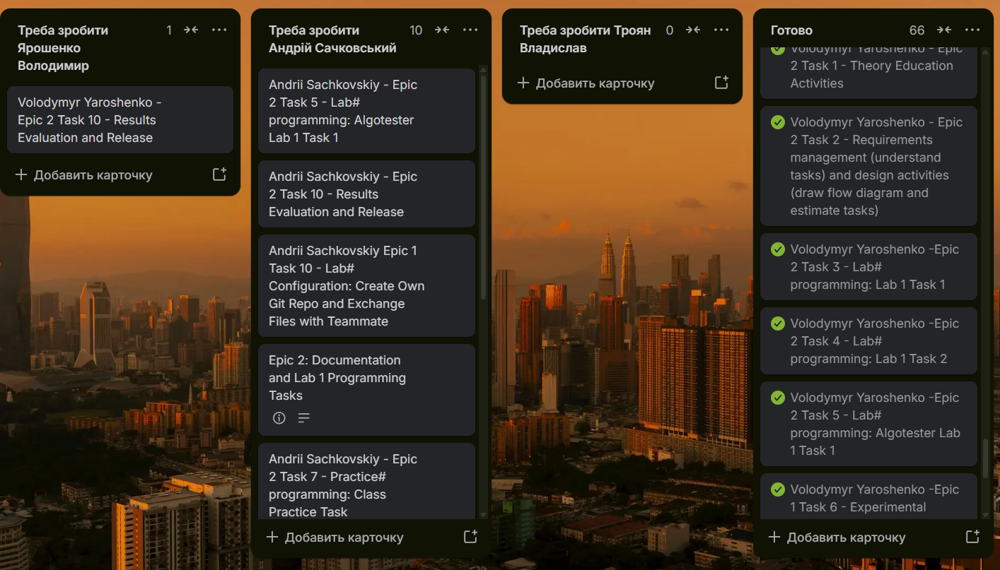 Треба зробити
Ярошенко
Володимир
1
Volodymyr Yaroshenko -
Epic 2 Task 10 - Results
Evaluation and Release
Добавить карточку
Треба зробити
Андрій Сачковський
10
Andrii Sachkovskiy - Epic
2 Task 5 - Lab#
programming: Algotester
Lab 1 Task 1
Andrii Sachkovskiy - Epic
2 Task 10 - Results
Evaluation and Release
Andrii Sachkovskiy Epic 1
Task 10 - Lab#
Configuration: Create Own
Git Repo and Exchange
Files with Teammate
Epic 2: Documentation
and Lab 1 Programming
Tasks
Andrii Sachkovskiy - Epic
2 Task 7 - Practice#
programming: Class
Practice Task
Добавить карточку
Треба зробити Троян
Владислав
0
Добавить карточку
Готово
66
Volodymyr Yaroshenko - Epic
2 Task 1 - Theory Education
Activities
Volodymyr Yaroshenko - Epic
2 Task 2 - Requirements
management (understand
tasks) and design activities
(draw flow diagram and
estimate tasks)
Volodymyr Yaroshenko -Epic
2 Task 3 - Lab#
programming: Lab 1 Task 1
Volodymyr Yaroshenko -Epic
2 Task 4 - Lab#
programming: Lab 1 Task 2
Volodymyr Yaroshenko -Epic
2 Task 5 - Lab#
programming: Algotester Lab
1 Task 1
Volodymyr Yaroshenko -Epic
1 Task 6 - Experimental
Добавить карточку